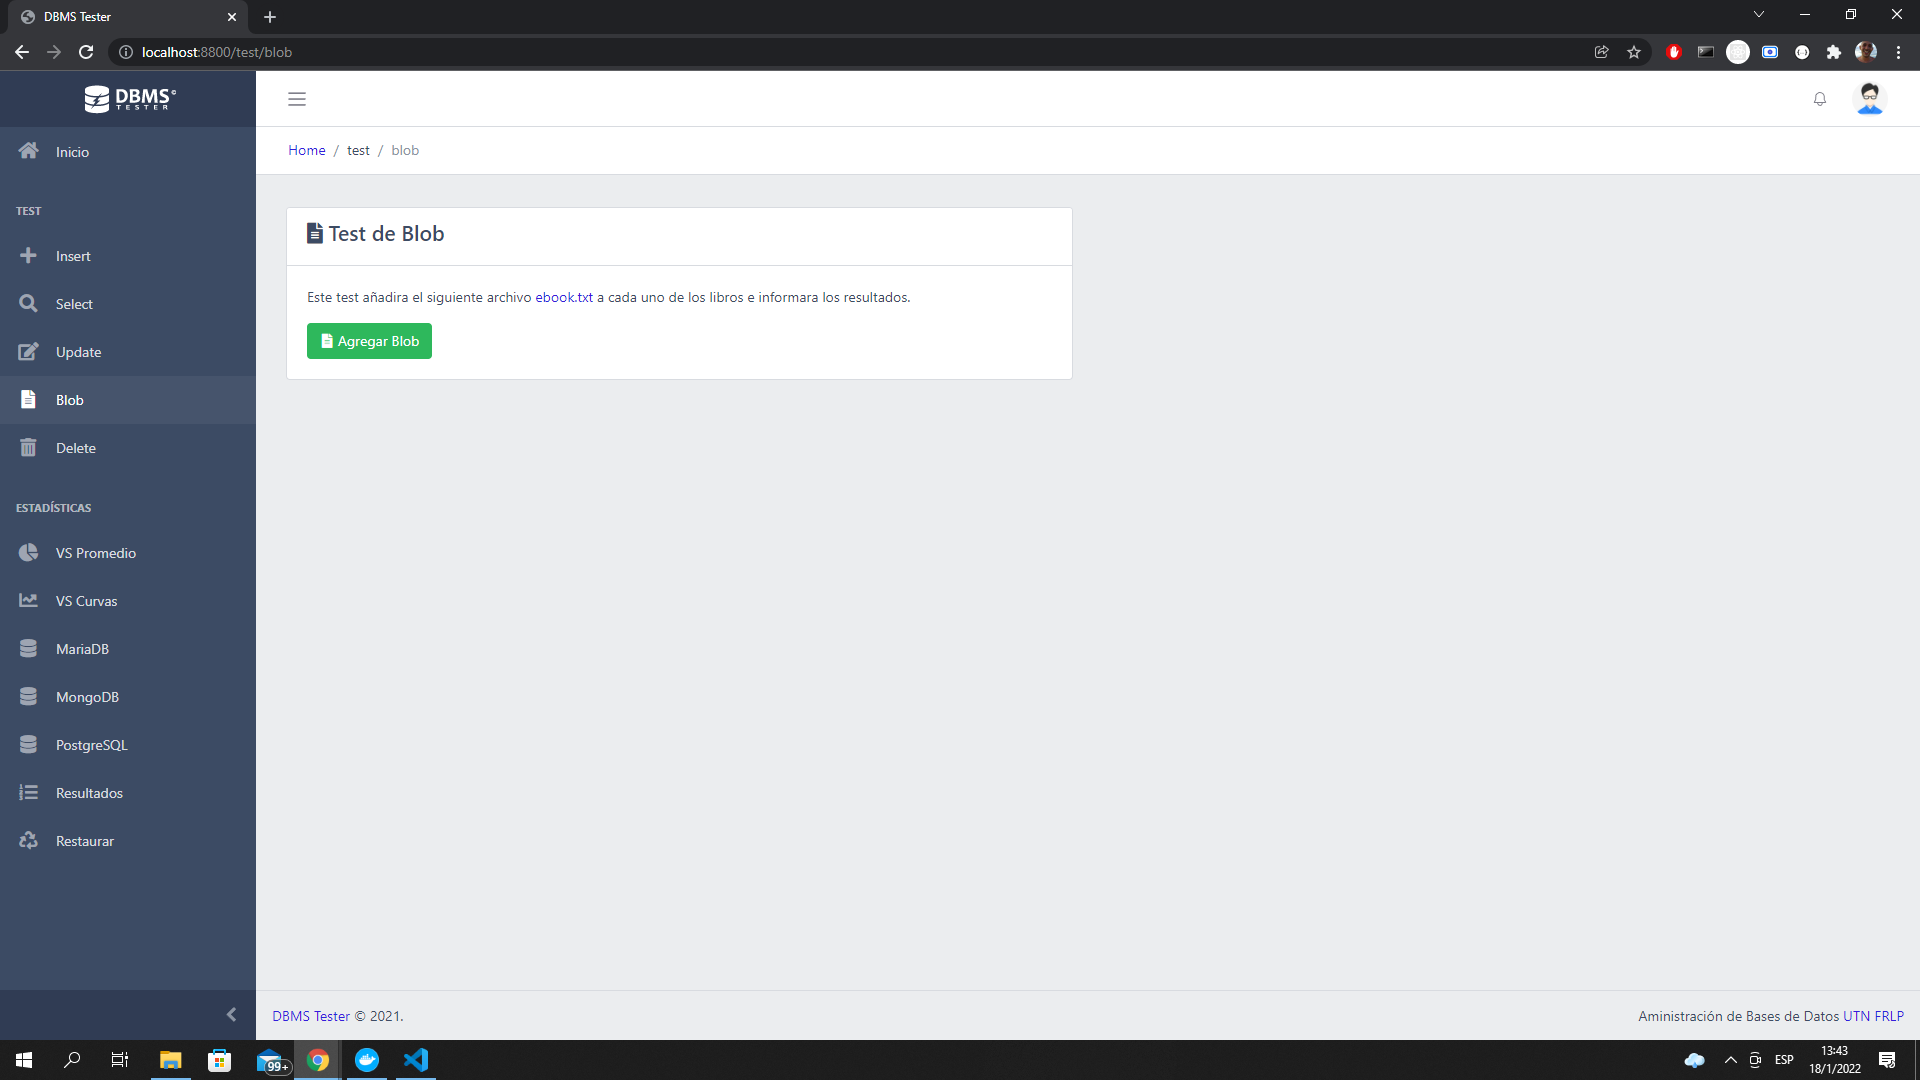 DBMS Tester
localhost:8800/test/blob
DBMS
TESTER
Inicio
Home / test / blob
TEST
Insert
Select
Update
Blob
Delete
ESTADÍSTICAS
VS Promedio
VS Curvas
MariaDB
MongoDB
PostgreSQL
Resultados
Restaurar
Test de Blob
Este test añadira el siguiente archivo ebook.txt a cada uno de los libros e informara los resultados.
Agregar Blob
DBMS Tester © 2021.
Aministración de Bases de Datos UTN FRLP
99+
ESP
13:43
18/1/2022